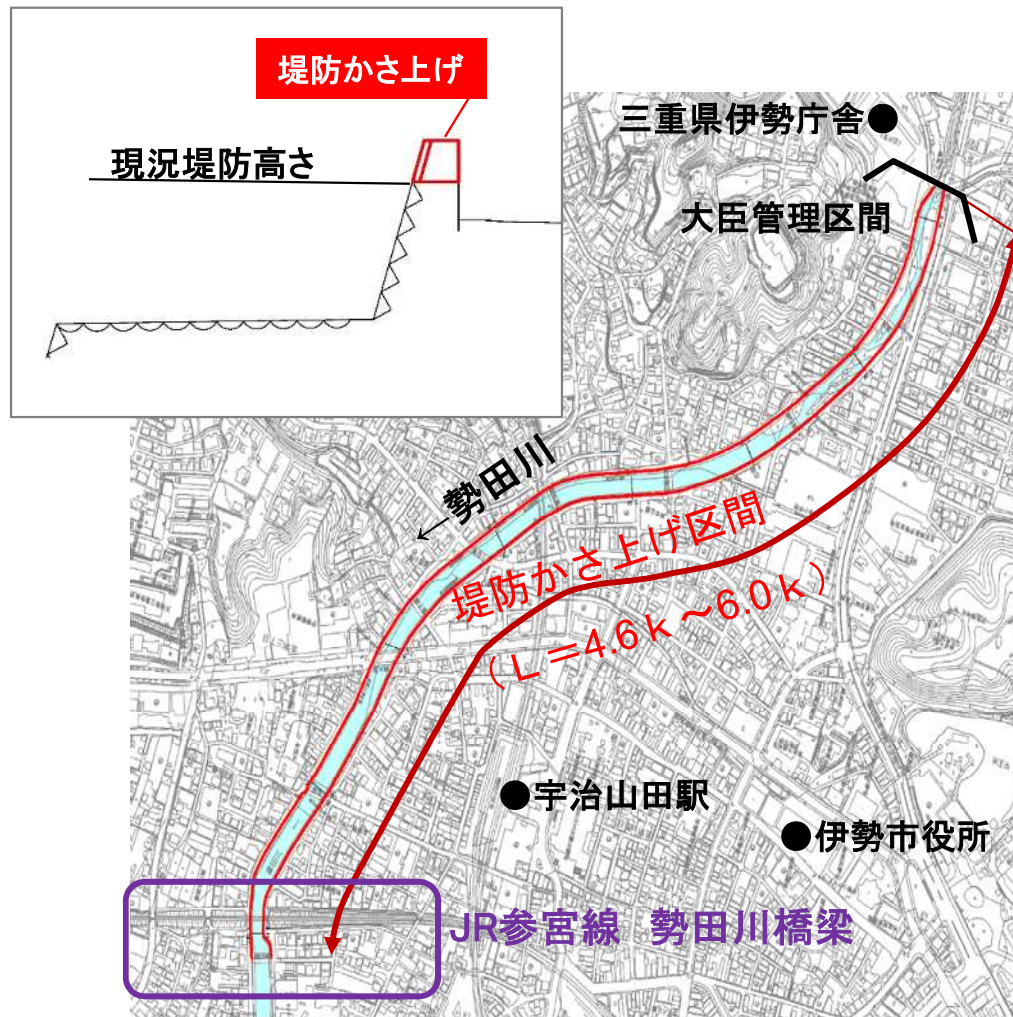 堤防かさ上げ
現況堤防高さ
三重県伊勢庁舎●
大臣管理区間
←勢田川
堤防かさ上げ区間
（Ｌ＝4.6ｋ～6.0ｋ）
●宇治山田駅
●伊勢市役所
JR参宮線　勢田川橋梁